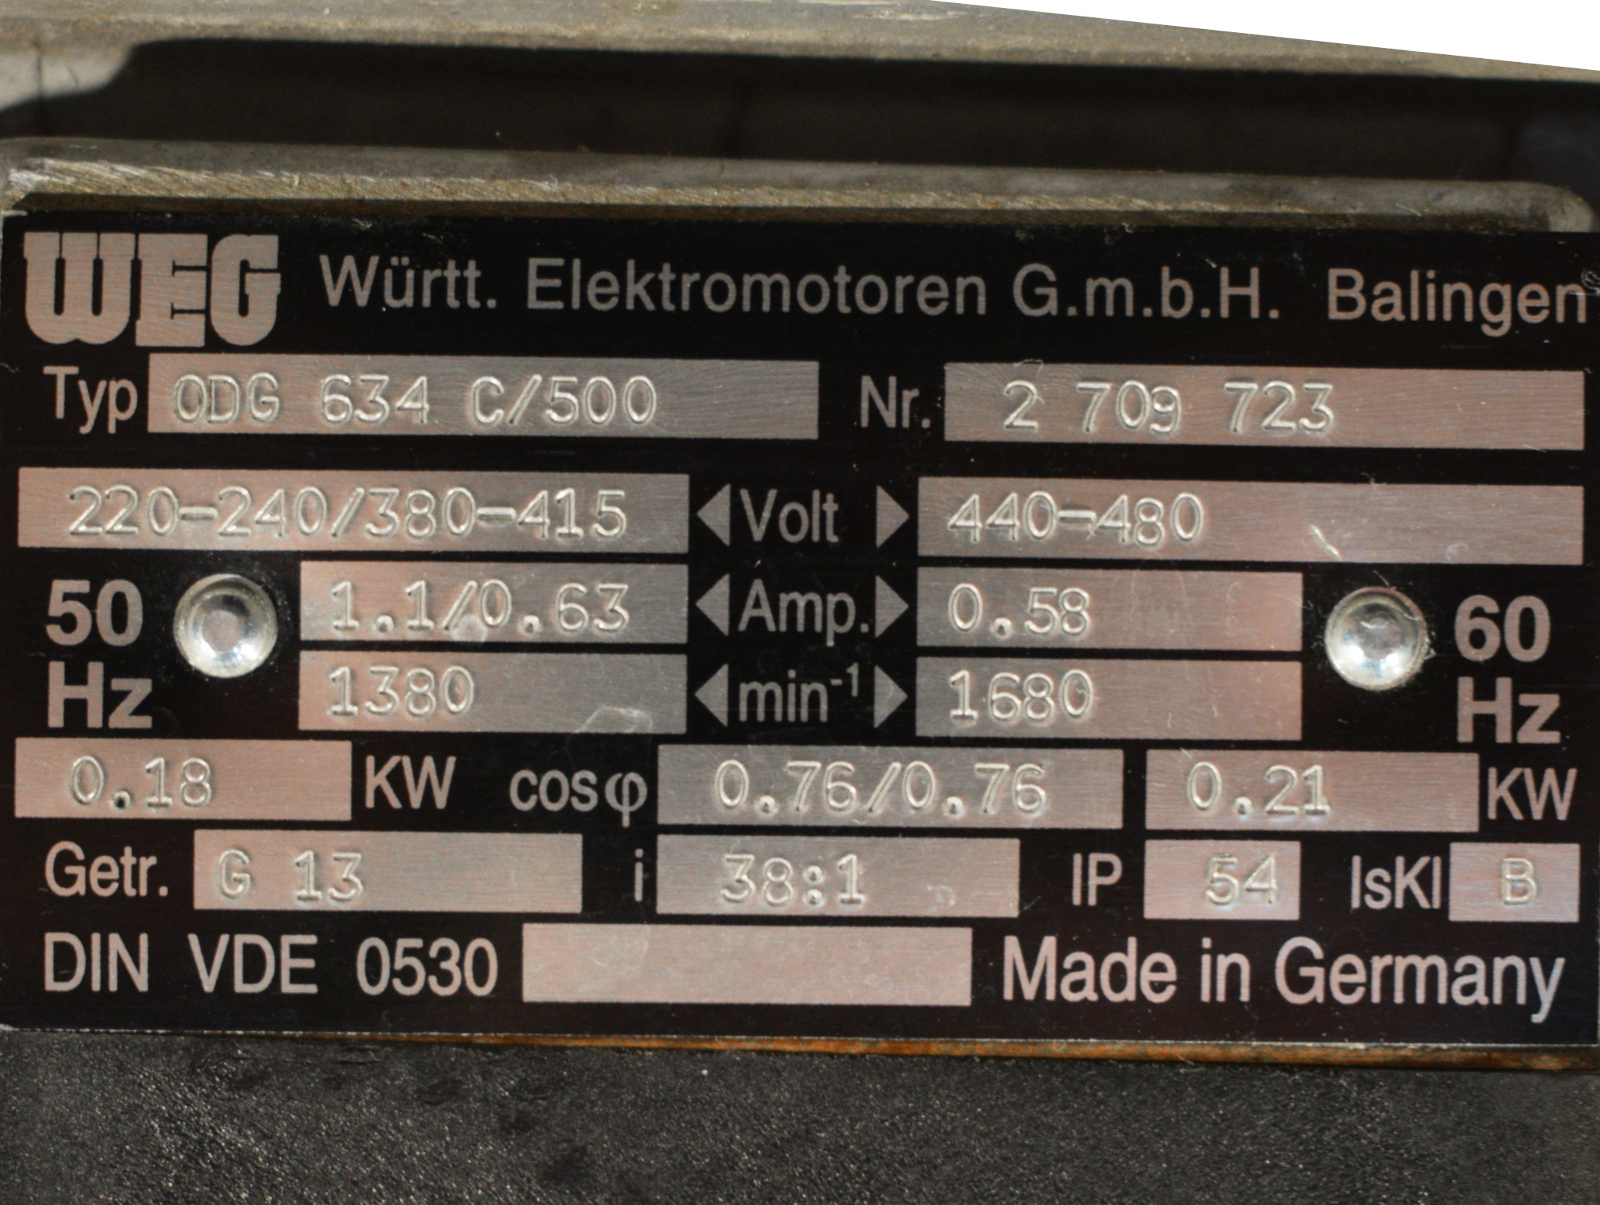 WEG Württ. Elektromotoren G.m.b.H. Balingen
Typ ODG 634 C/500 Nr. 2 709 723
220-240/380-415 Volt 440-480
50 Hz 1.1/0.63 Amp. 0.58 60 Hz
1380 min-1 1680
0.18 KW cosφ 0.76/0.76 0.21 KW
Getr. G 13 i 38:1 IP 54 IsKl B
DIN VDE 0530 Made in Germany